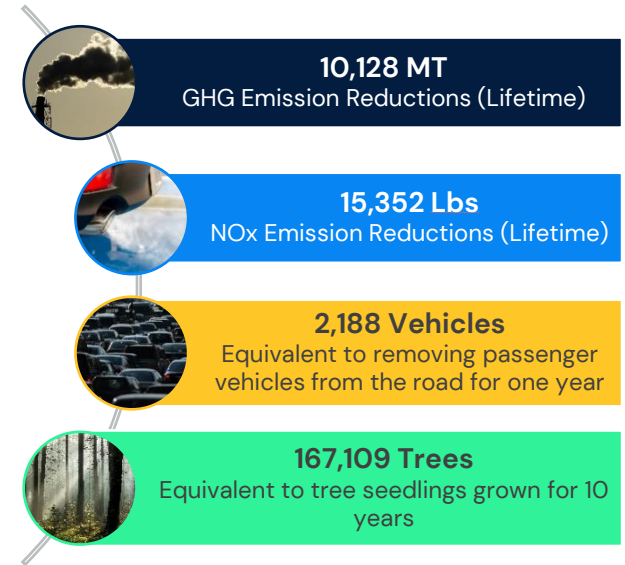 10,128 MT
GHG Emission Reductions (Lifetime)
15,352 Lbs
NOx Emission Reductions (Lifetime)
2,188 Vehicles
Equivalent to removing passenger
vehicles from the road for one year
167,109 Trees
Equivalent to tree seedlings grown for 10
years